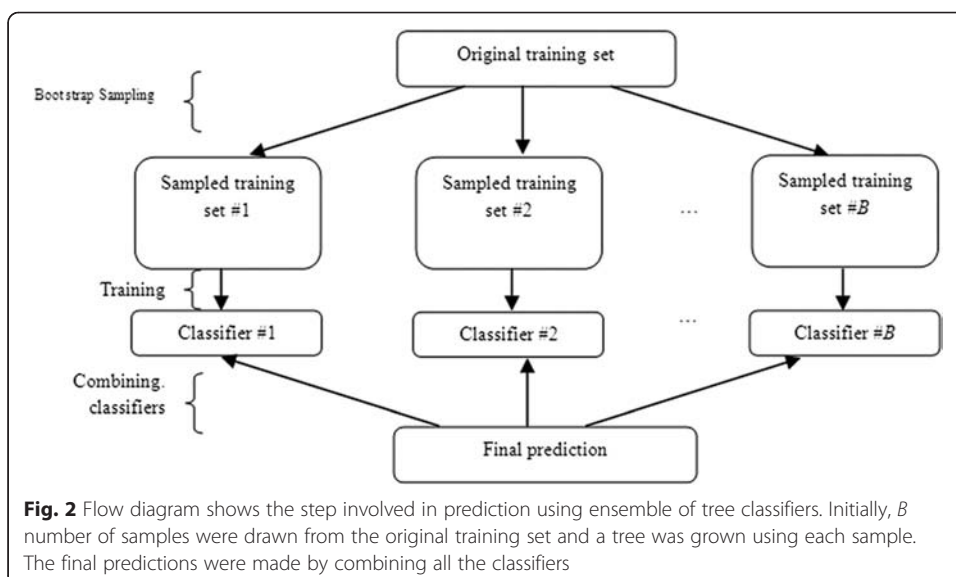 Original training set
Bootstrap Sampling
Sampled training
set #1
Sampled training
set #2
...
Sampled training
set #B
Training
Classifier #1
Classifier #2
...
Classifier #B
Combining.
classifiers
Final prediction
Fig. 2 Flow diagram shows the step involved in prediction using ensemble of tree classifiers. Initially, B
number of samples were drawn from the original training set and a tree was grown using each sample.
The final predictions were made by combining all the classifiers